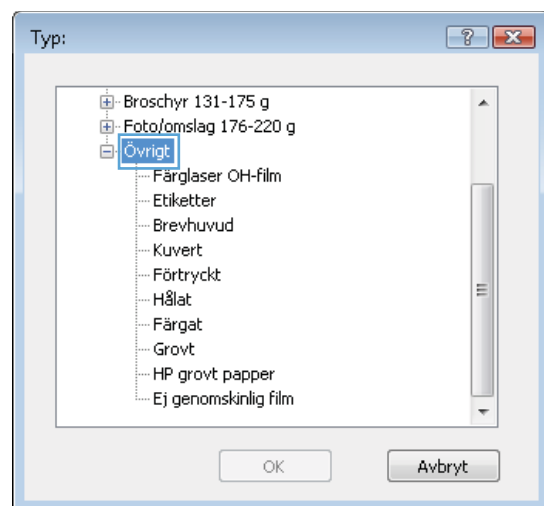 Typ:
Broschyr 131-175 g
Foto/omslag 176-220 g
Övrigt
Färglaser OH-film
Etiketter
Brevhuvud
Kuvert
Förtryckt
Hålat
Färgat
Grovt
HP grovt papper
Ej genomskinlig film
OK
Avbryt